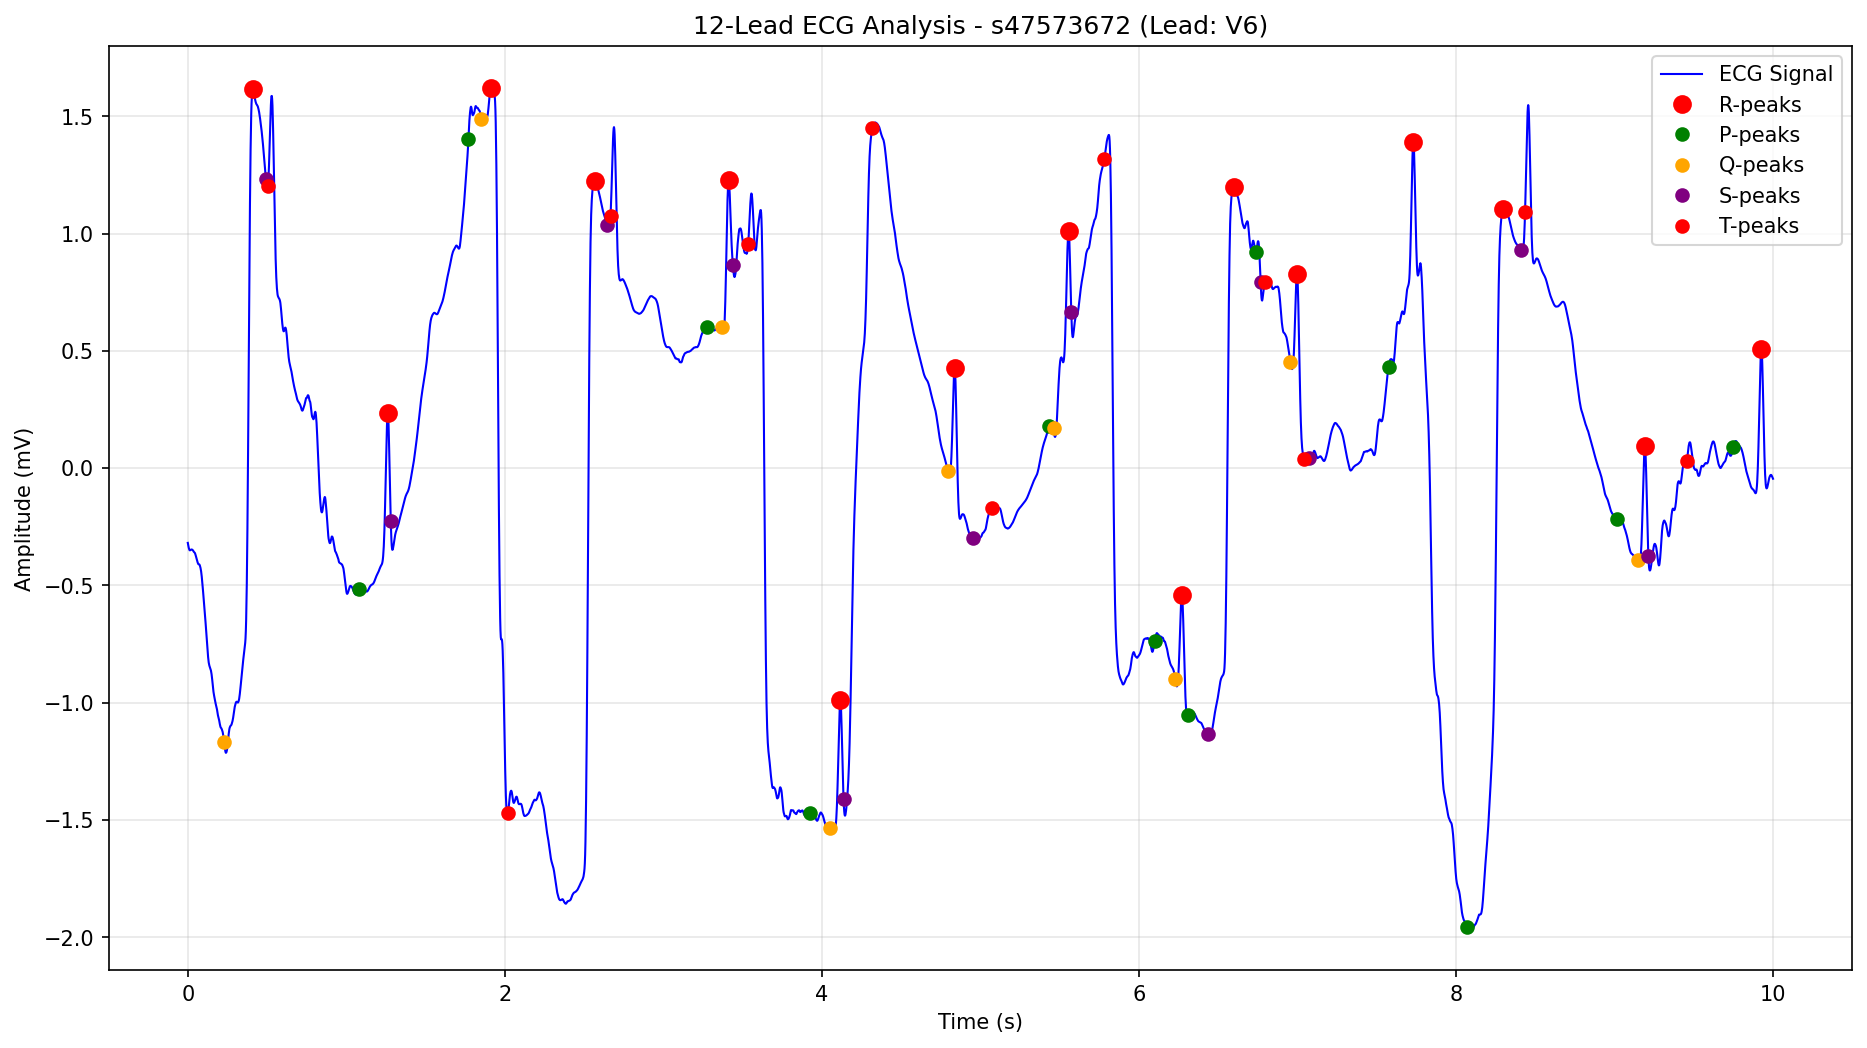 12-Lead ECG Analysis - s47573672 (Lead: V6)
ECG Signal
R-peaks
P-peaks
Q-peaks
S-peaks
T-peaks
Amplitude (mV)
1.5
1.0
0.5
0.0
−0.5
−1.0
−1.5
−2.0
0 2 4 6 8 10
Time (s)